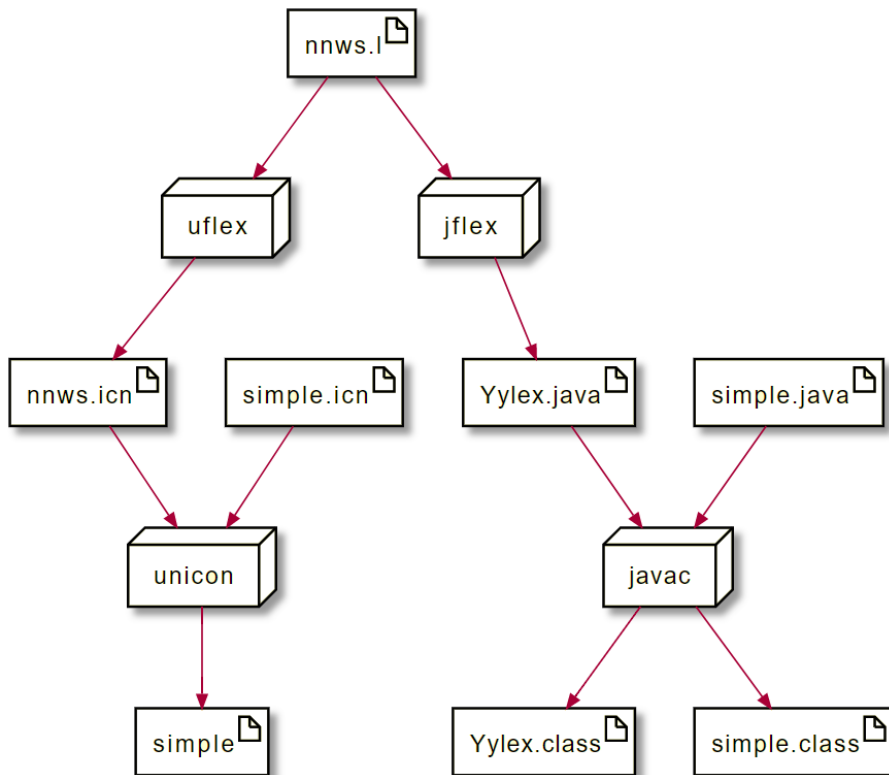 nnws.l
uflex
jflex
nnws.icn
simple.icn
Yylex.java
simple.java
unicon
javac
simple
Yylex.class
simple.class